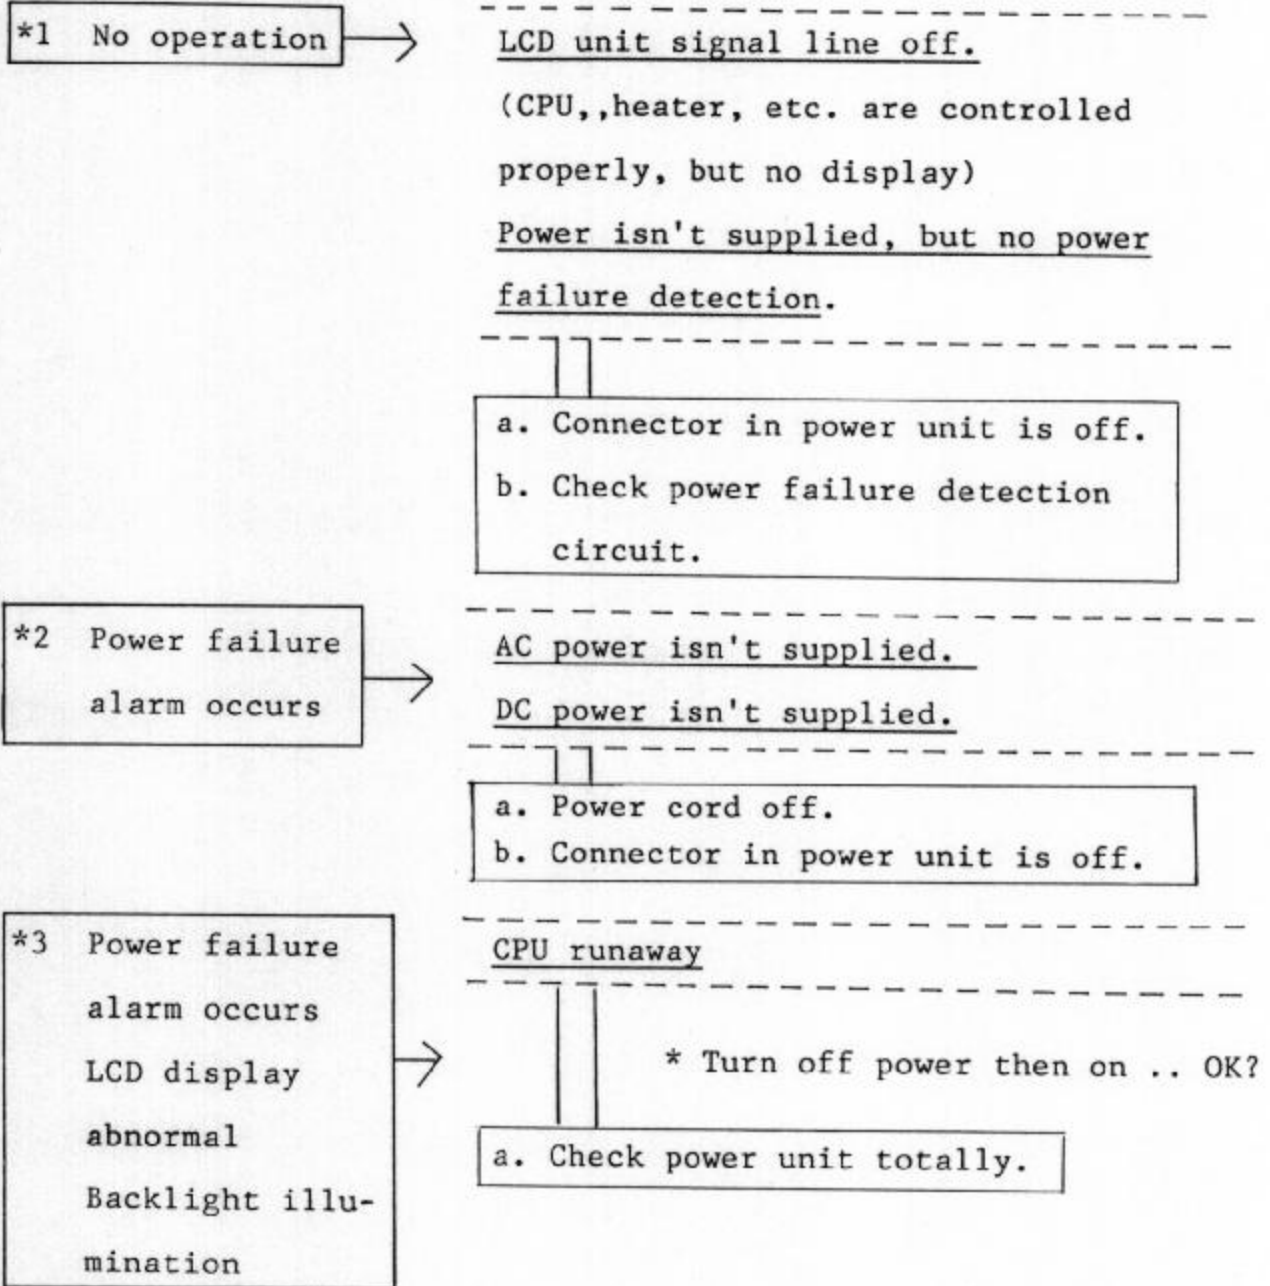 *1 No operation
LCD unit signal line off.
(CPU,,heater, etc. are controlled
properly, but no display)
Power isn't supplied, but no power
failure detection.
a. Connector in power unit is off.
b. Check power failure detection
circuit.
*2 Power failure
alarm occurs
AC power isn't supplied.
DC power isn't supplied.
a. Power cord off.
b. Connector in power unit is off.
*3 Power failure
alarm occurs
LCD display
abnormal
Backlight illu-
mination
CPU runaway
* Turn off power then on .. OK?
a. Check power unit totally.